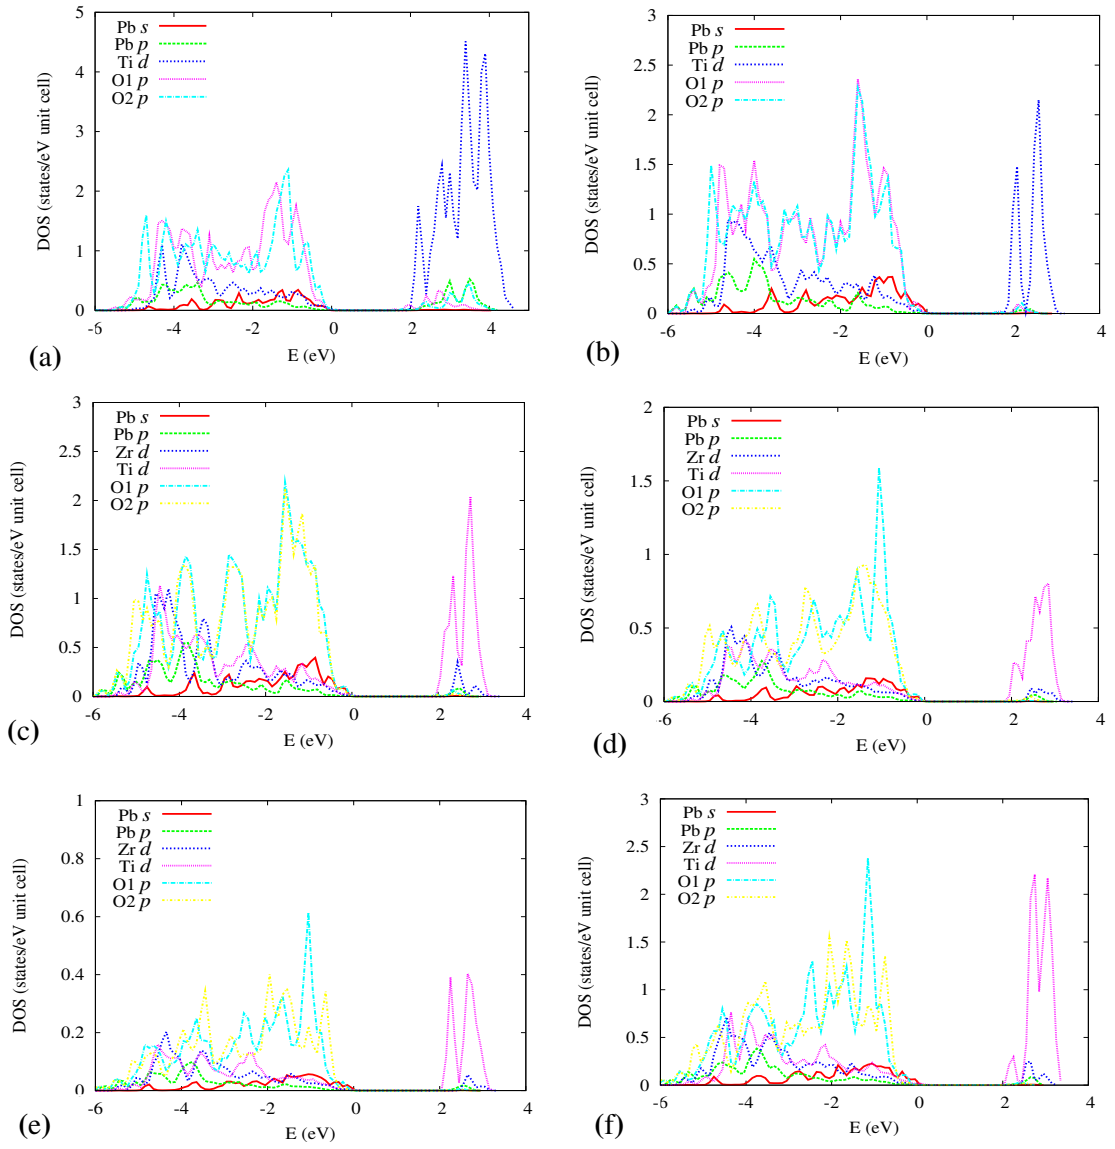 5
4
3
2
1
0
DOS (states/eV unit cell)
Pb s
Pb p
Ti d
O1 p
O2 p
-6 -4 -2 0 2 4
E (eV)
(a)
3
2.5
2
1.5
1
0.5
0
DOS (states/eV unit cell)
Pb s
Pb p
Ti d
O1 p
O2 p
-6 -4 -2 0 2 4
E (eV)
(b)
3
2.5
2
1.5
1
0.5
0
DOS (states/eV unit cell)
Pb s
Pb p
Zr d
Ti d
O1 p
O2 p
-6 -4 -2 0 2 4
E (eV)
(c)
2
1.5
1
0.5
0
DOS (states/eV unit cell)
Pb s
Pb p
Zr d
Ti d
O1 p
O2 p
-6 -4 -2 0 2 4
E (eV)
(d)
1
0.8
0.6
0.4
0.2
0
DOS (states/eV unit cell)
Pb s
Pb p
Zr d
Ti d
O1 p
O2 p
-6 -4 -2 0 2 4
E (eV)
(e)
3
2.5
2
1.5
1
0.5
0
DOS (states/eV unit cell)
Pb s
Pb p
Zr d
Ti d
O1 p
O2 p
-6 -4 -2 0 2 4
E (eV)
(f)